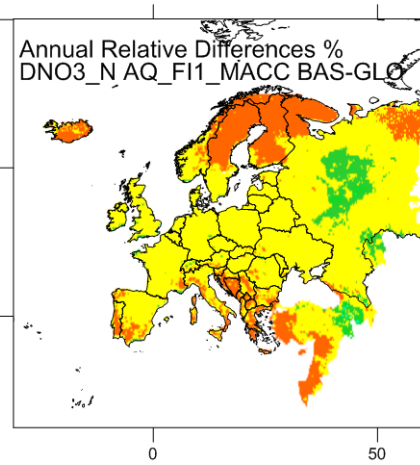 Annual Relative Differences %
DNO3_N AQ_FI1_MACC BAS-GLO
0
50